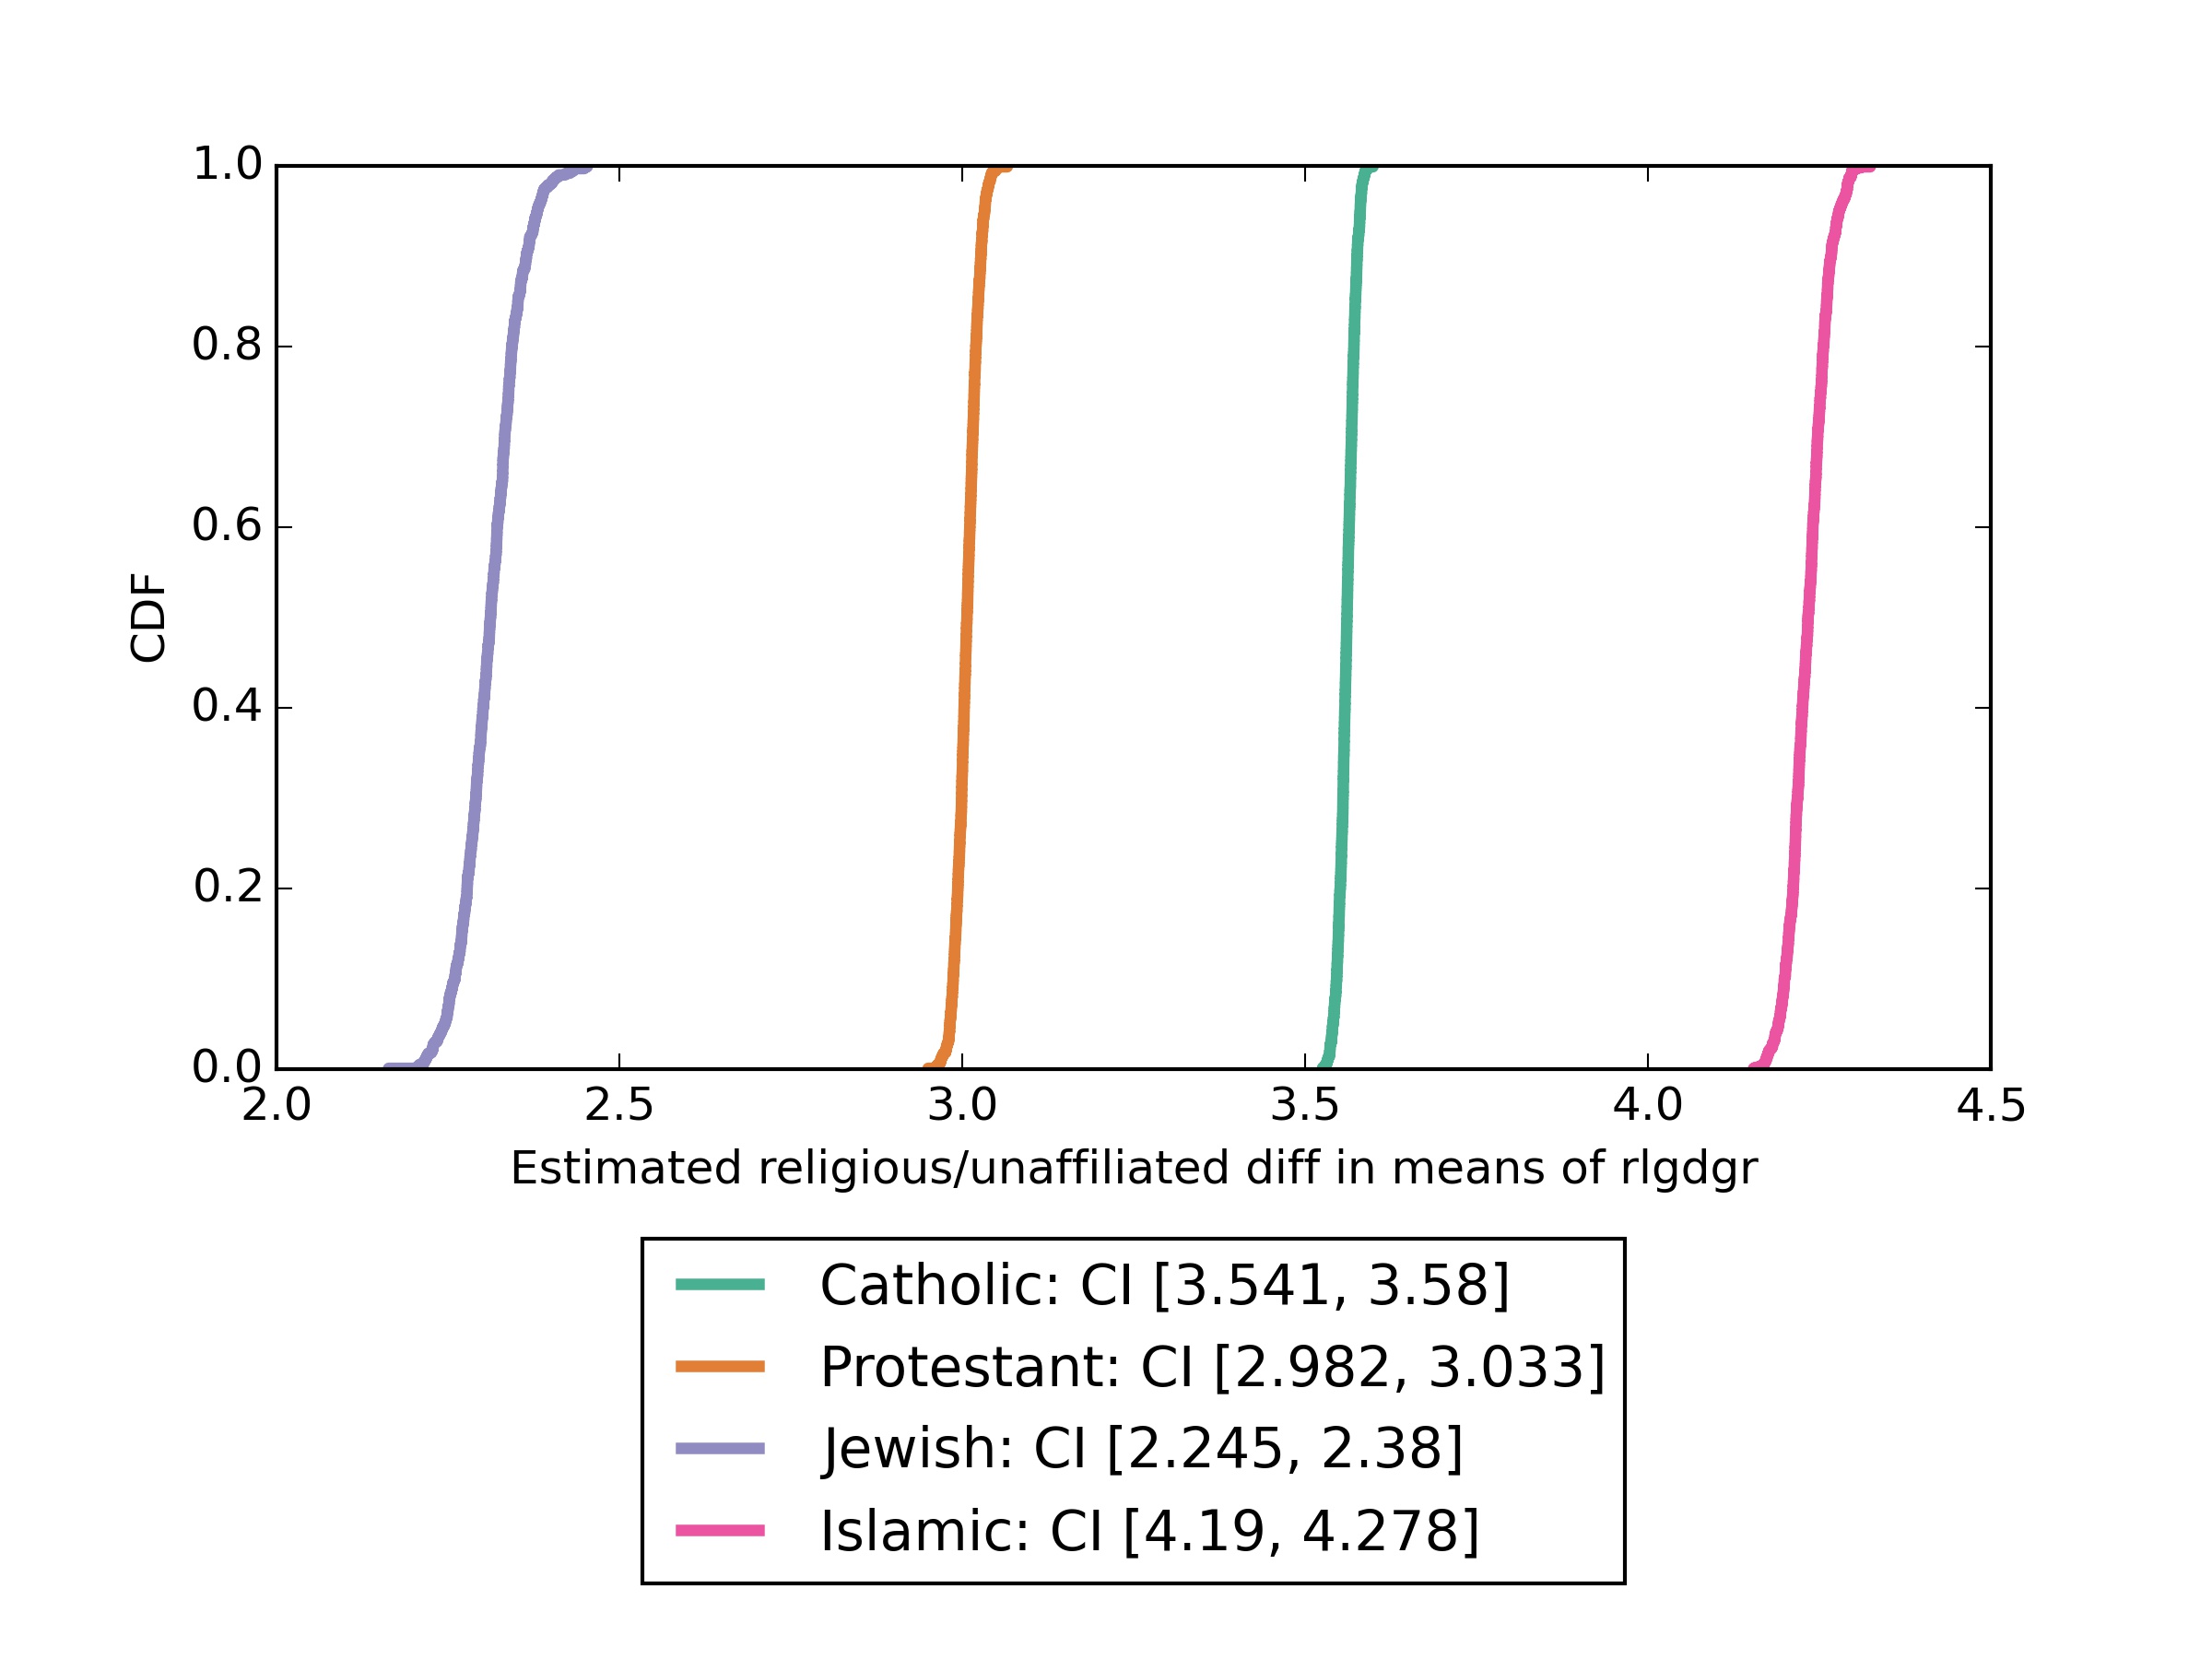 1.0
0.8
0.6
0.4
0.2
0.0
CDF
2.0 2.5 3.0 3.5 4.0 4.5
Estimated religious/unaffiliated diff in means of rlgdgr
Catholic: CI [3.541, 3.58]
Protestant: CI [2.982, 3.033]
Jewish: CI [2.245, 2.38]
Islamic: CI [4.19, 4.278]